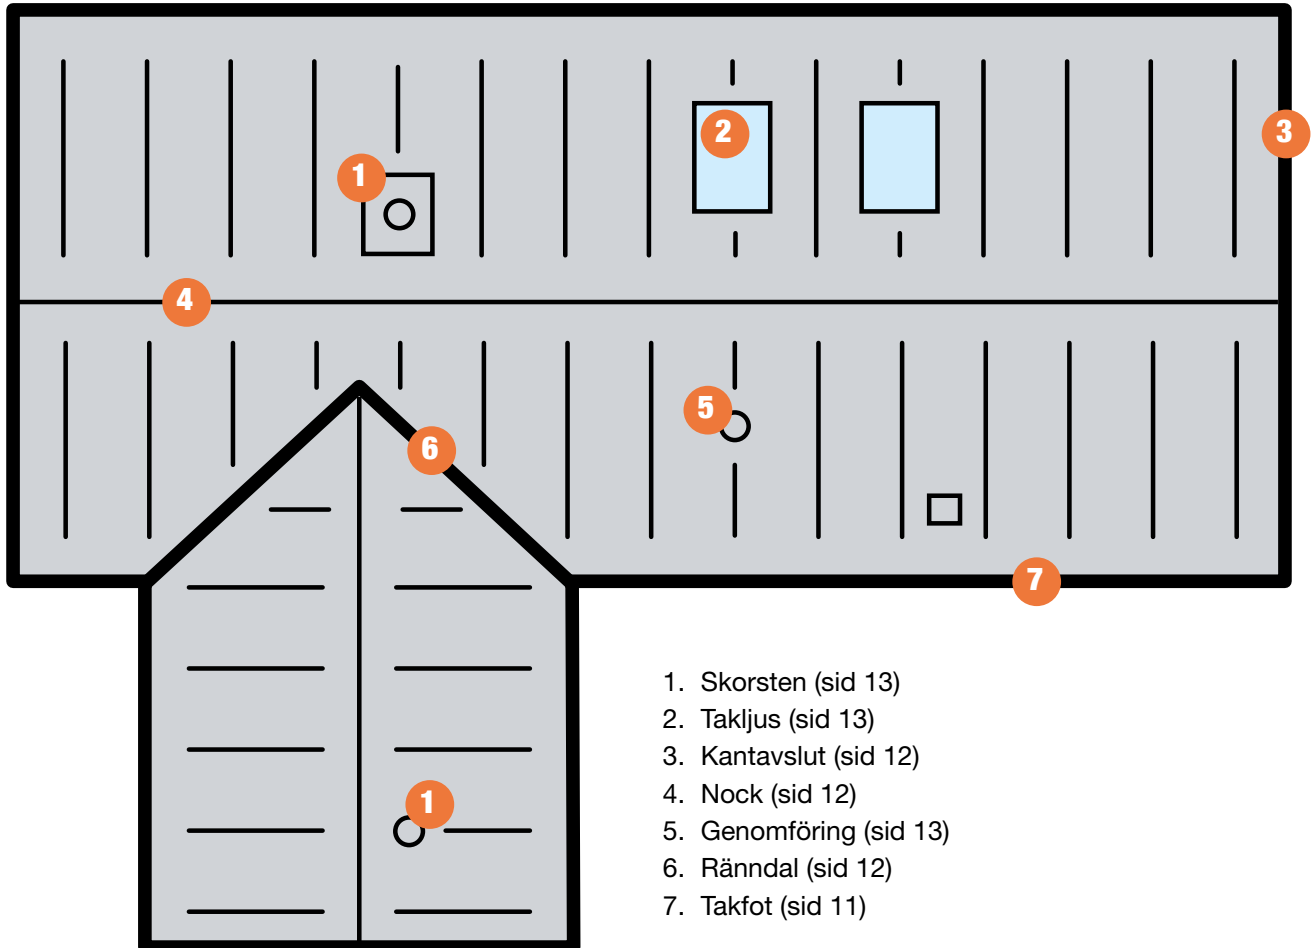 2
3
1
4
5
6
7
1
1. Skorsten (sid 13)
2. Takljus (sid 13)
3. Kantavslut (sid 12)
4. Nock (sid 12)
5. Genomföring (sid 13)
6. Ränndal (sid 12)
7. Takfot (sid 11)